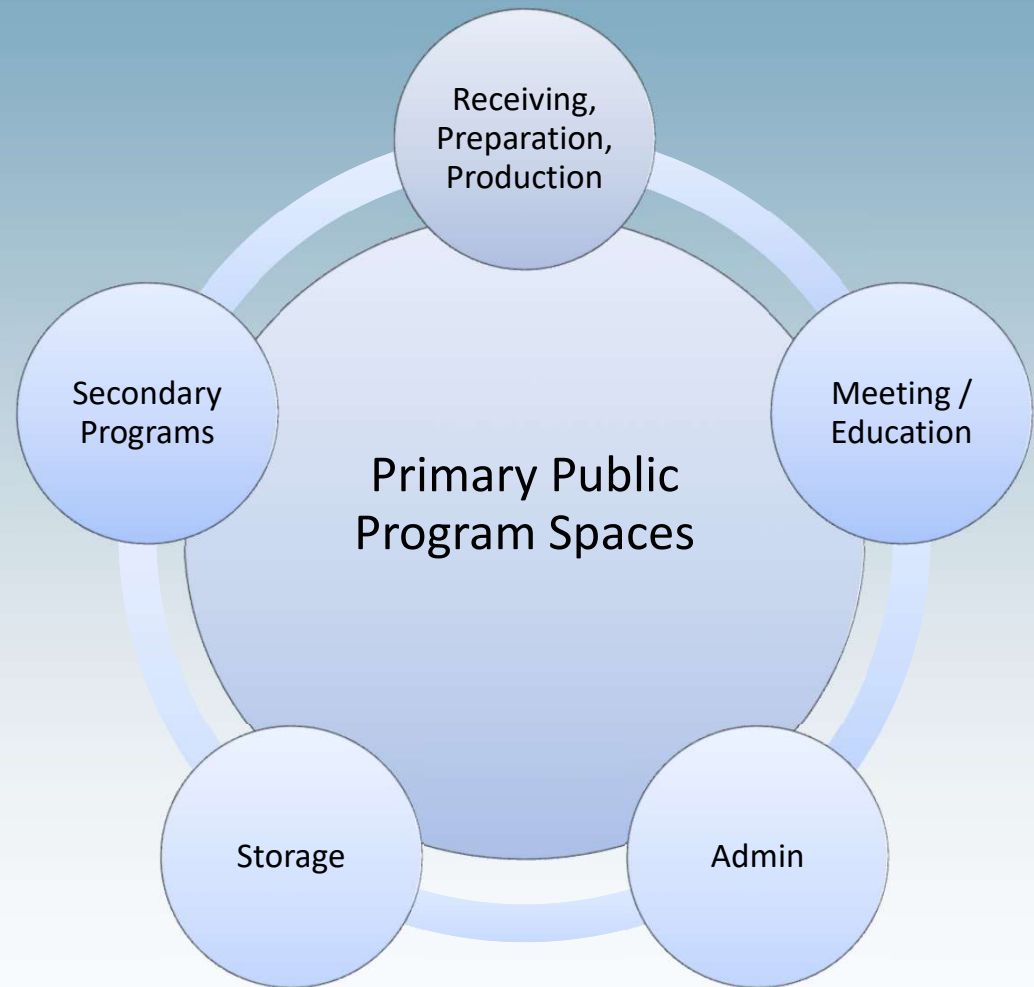 Receiving,
Preparation,
Production
Secondary
Programs
Meeting /
Education
Primary Public
Program Spaces
Storage
Admin